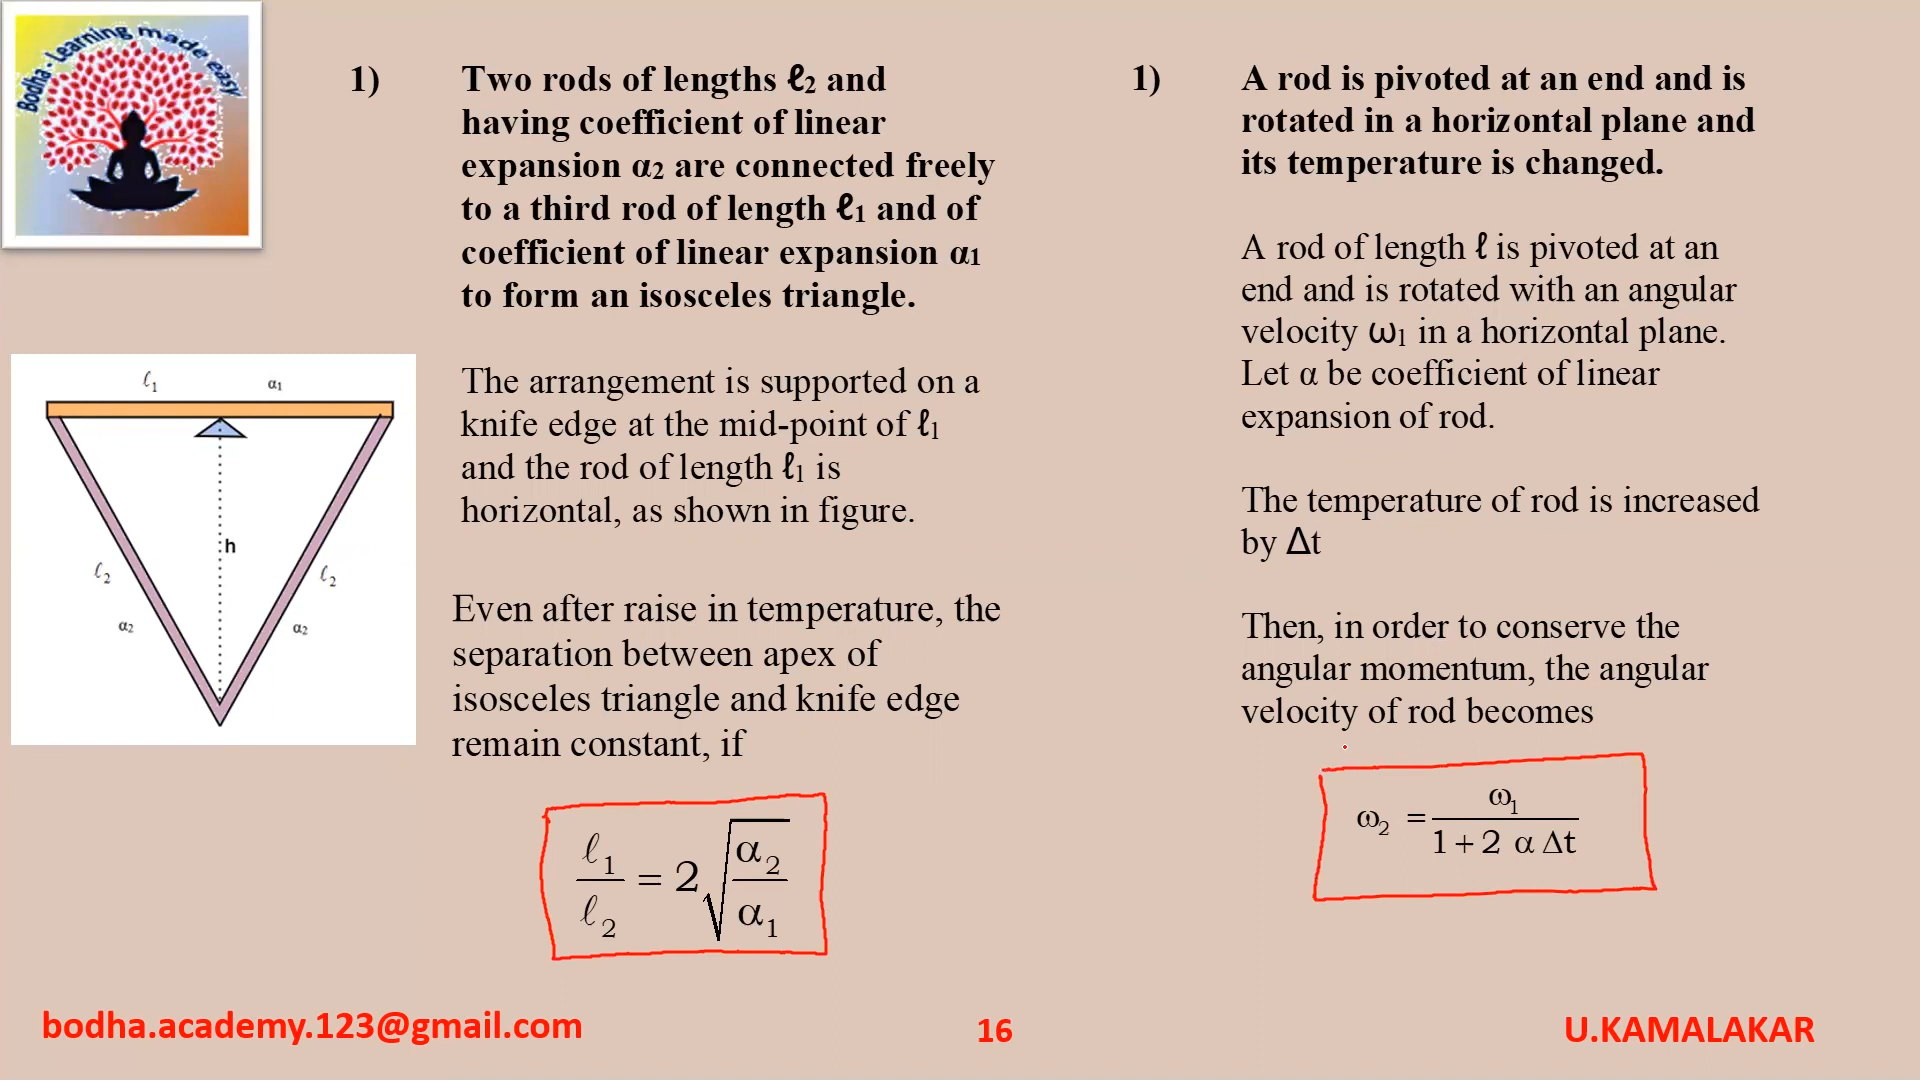 Bodha - Learning made easy
1)
Two rods of lengths ℓ2 and
having coefficient of linear
expansion α2 are connected freely
to a third rod of length ℓ1 and of
coefficient of linear expansion α1
to form an isosceles triangle.
The arrangement is supported on a
knife edge at the mid-point of ℓ1
and the rod of length ℓ1 is
horizontal, as shown in figure.
Even after raise in temperature, the
separation between apex of
isosceles triangle and knife edge
remain constant, if
ℓ1/ℓ2 = 2√(α2/α1)
ℓ1 α1
h
ℓ2 ℓ2
α2 α2
1)
A rod is pivoted at an end and is
rotated in a horizontal plane and
its temperature is changed.
A rod of length ℓ is pivoted at an
end and is rotated with an angular
velocity ω1 in a horizontal plane.
Let α be coefficient of linear
expansion of rod.
The temperature of rod is increased
by Δt
Then, in order to conserve the
angular momentum, the angular
velocity of rod becomes
ω2 = ω1/(1+2 α Δt)
bodha.academy.123@gmail.com
16
U.KAMALAKAR